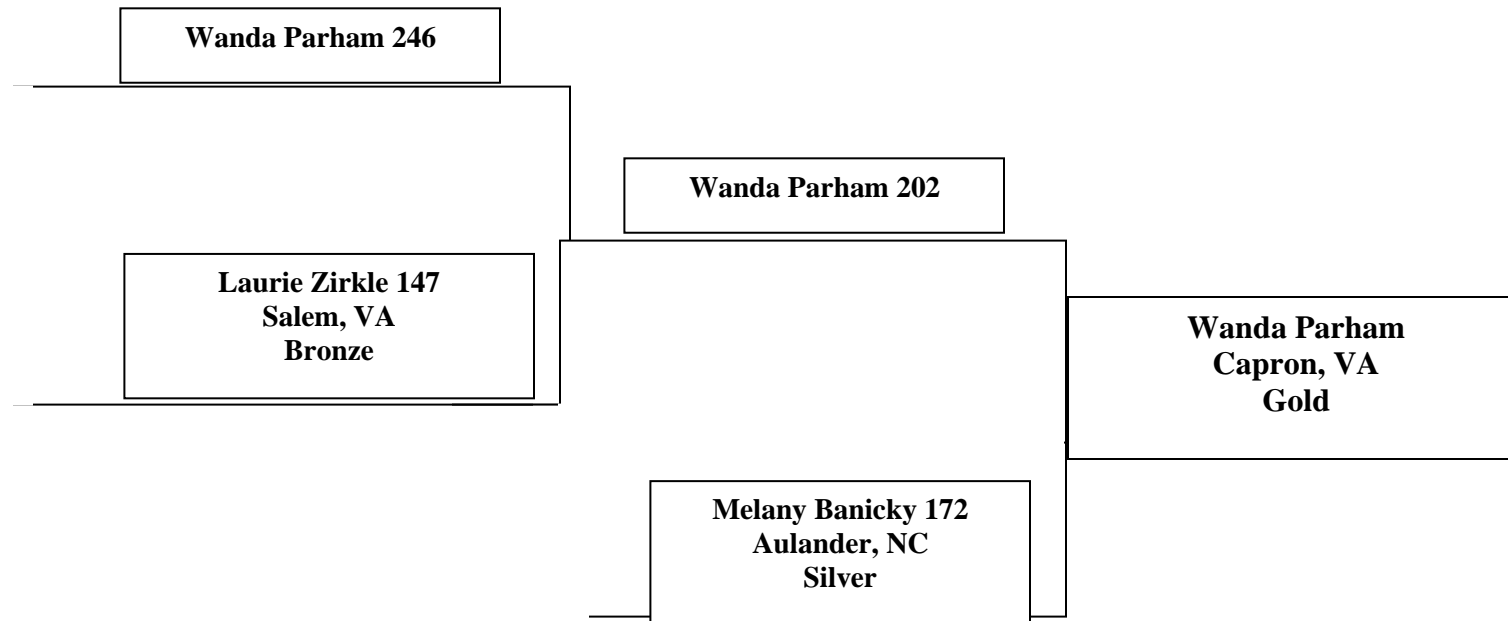 Wanda Parham 246
Wanda Parham 202
Laurie Zirkle 147
Salem, VA
Bronze
Wanda Parham
Capron, VA
Gold
Melany Banicky 172
Aulander, NC
Silver